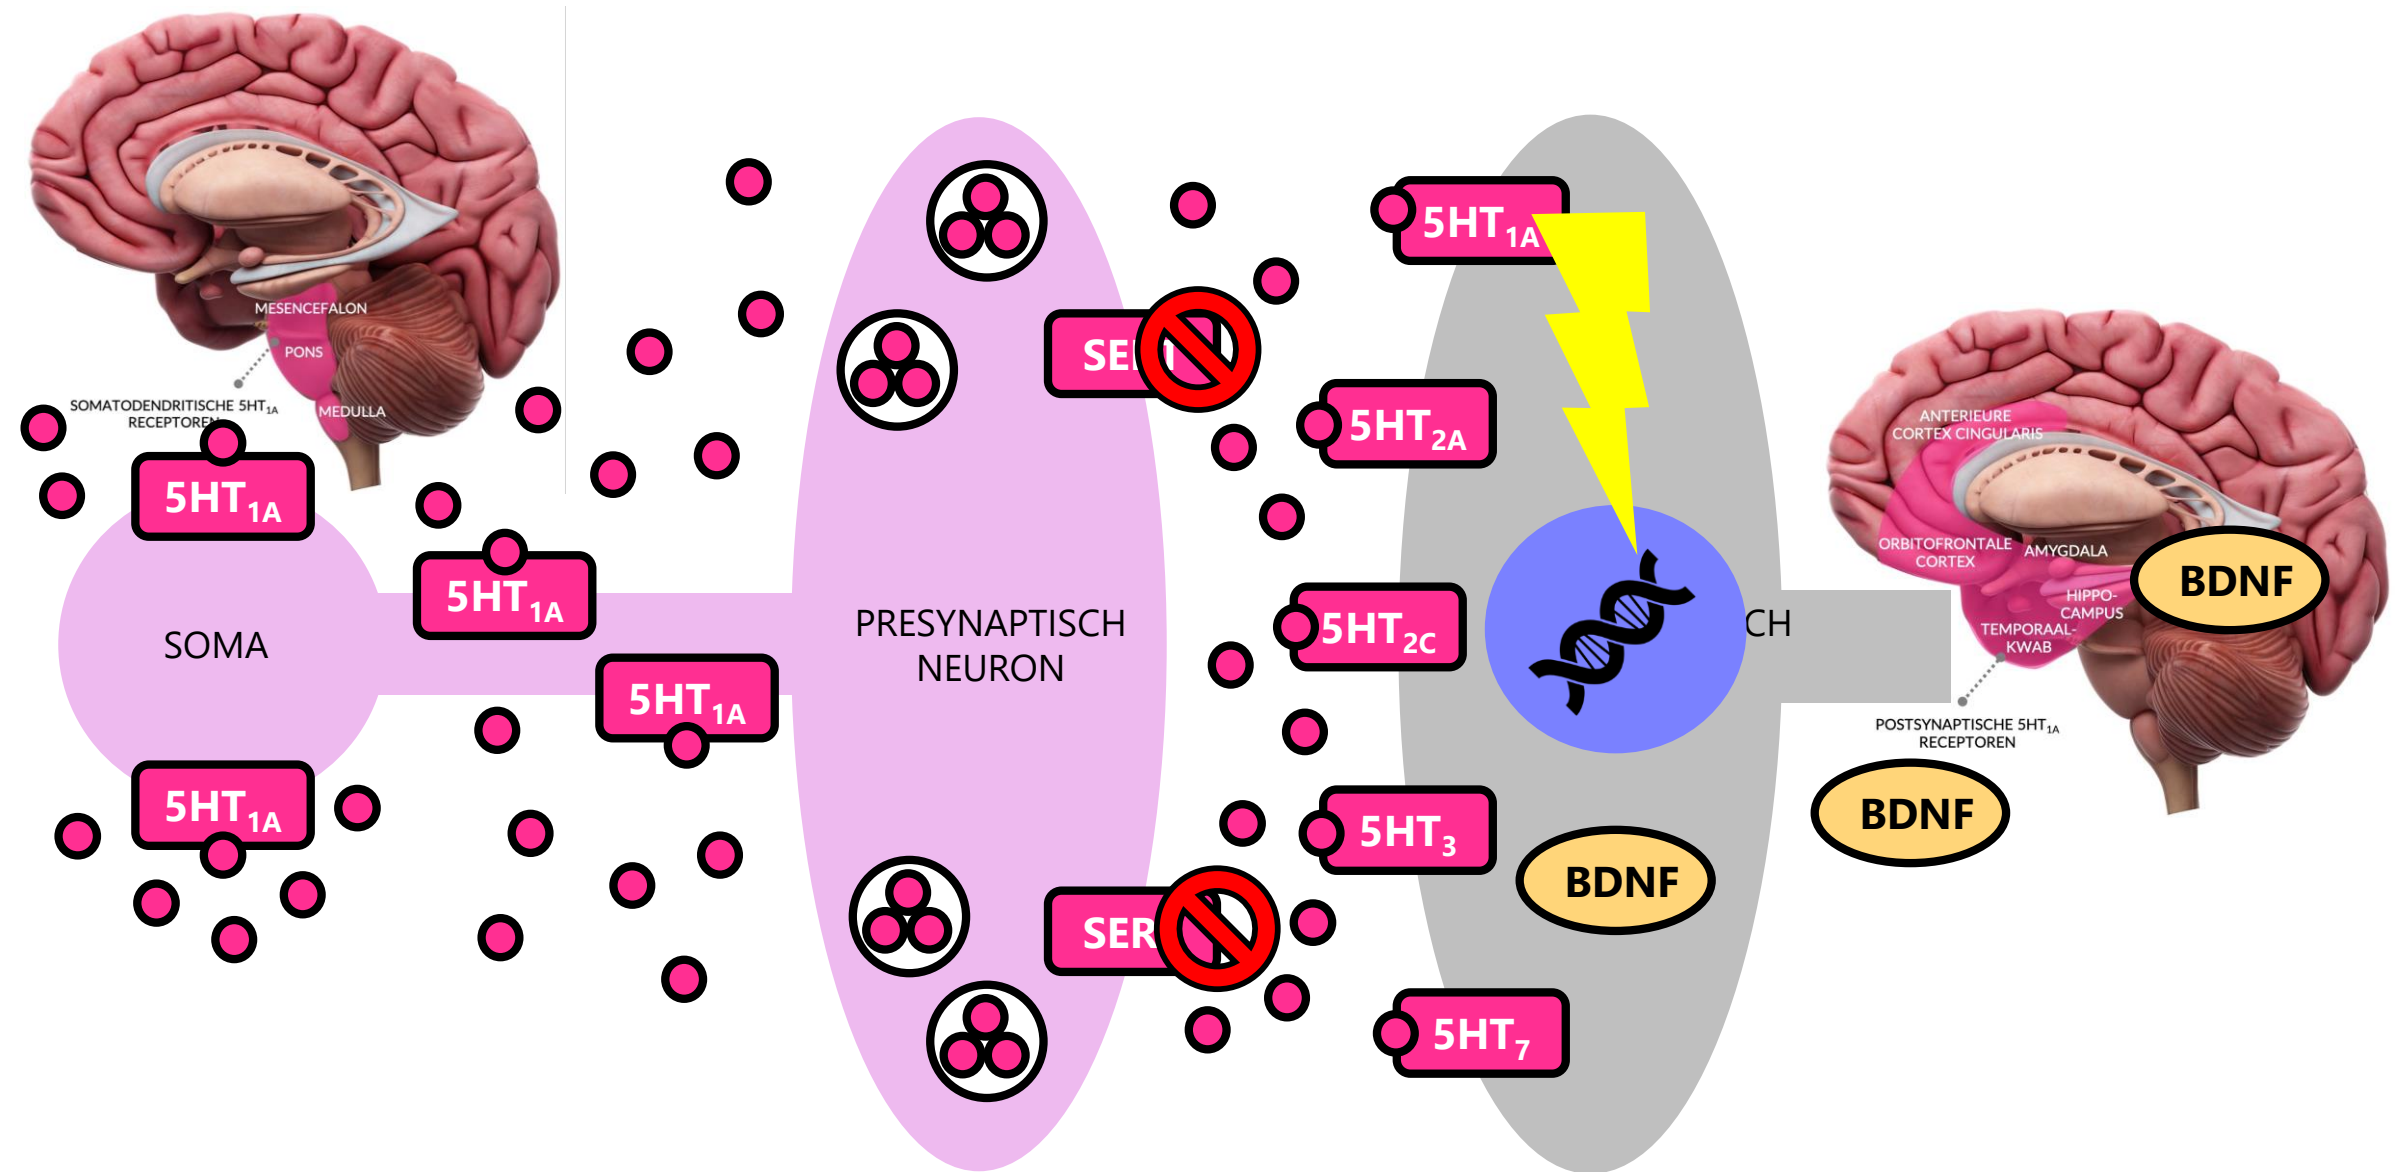 MESENCEFALON
PONS
MEDULLA
SOMATODENDRITISCHE 5HT1A
RECEPTOREN
5HT1A
5HT1A
5HT1A
5HT1A
SOMA
PRESYNAPTISCH
NEURON
SER
5HT1A
5HT2A
5HT2C
5HT3
5HT7
CH
BDNF
BDNF
BDNF
ANTERIEURE
CORTEX CINGULARIS
ORBITOFRONTALE
CORTEX
AMYGDALA
HIPPO-
CAMPUS
TEMPORAAL-
KWAB
POSTSYNAPTISCHE 5HT1A
RECEPTOREN